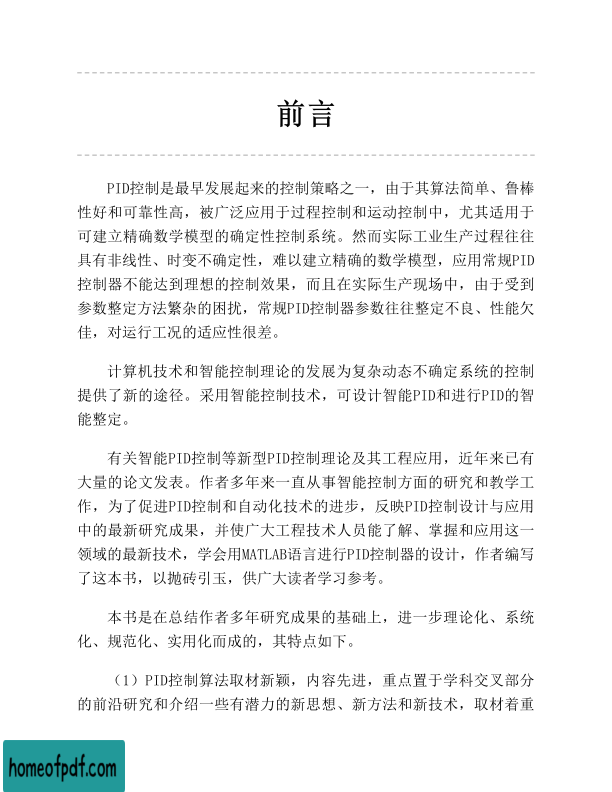 前言
PID控制是最早发展起来的控制策略之一，由于其算法简单、鲁棒
性好和可靠性高，被广泛应用于过程控制和运动控制中，尤其适用于
可建立精确数学模型的确定性控制系统。然而实际工业生产过程往往
具有非线性、时变不确定性，难以建立精确的数学模型，应用常规PID
控制器不能达到理想的控制效果，而且在实际生产现场中，由于受到
参数整定方法繁杂的困扰，常规PID控制器参数往往整定不良、性能欠
佳，对运行工况的适应性很差。
计算机技术和智能控制理论的发展为复杂动态不确定系统的控制
提供了新的途径。采用智能控制技术，可设计智能PID和进行PID的智
能整定。
有关智能PID控制等新型PID控制理论及其工程应用，近年来已有
大量的论文发表。作者多年来一直从事智能控制方面的研究和教学工
作，为了促进PID控制和自动化技术的进步，反映PID控制设计与应用
中的最新研究成果，并使广大工程技术人员能了解、掌握和应用这一
领域的最新技术，学会用MATLAB语言进行PID控制器的设计，作者编写
了这本书，以抛砖引玉，供广大读者学习参考。
本书是在总结作者多年研究成果的基础上，进一步理论化、系统
化、规范化、实用化而成的，其特点如下。
（1）PID控制算法取材新颖，内容先进，重点置于学科交叉部分
的前沿研究和介绍一些有潜力的新思想、新方法和新技术，取材着重
homeofpdf.com